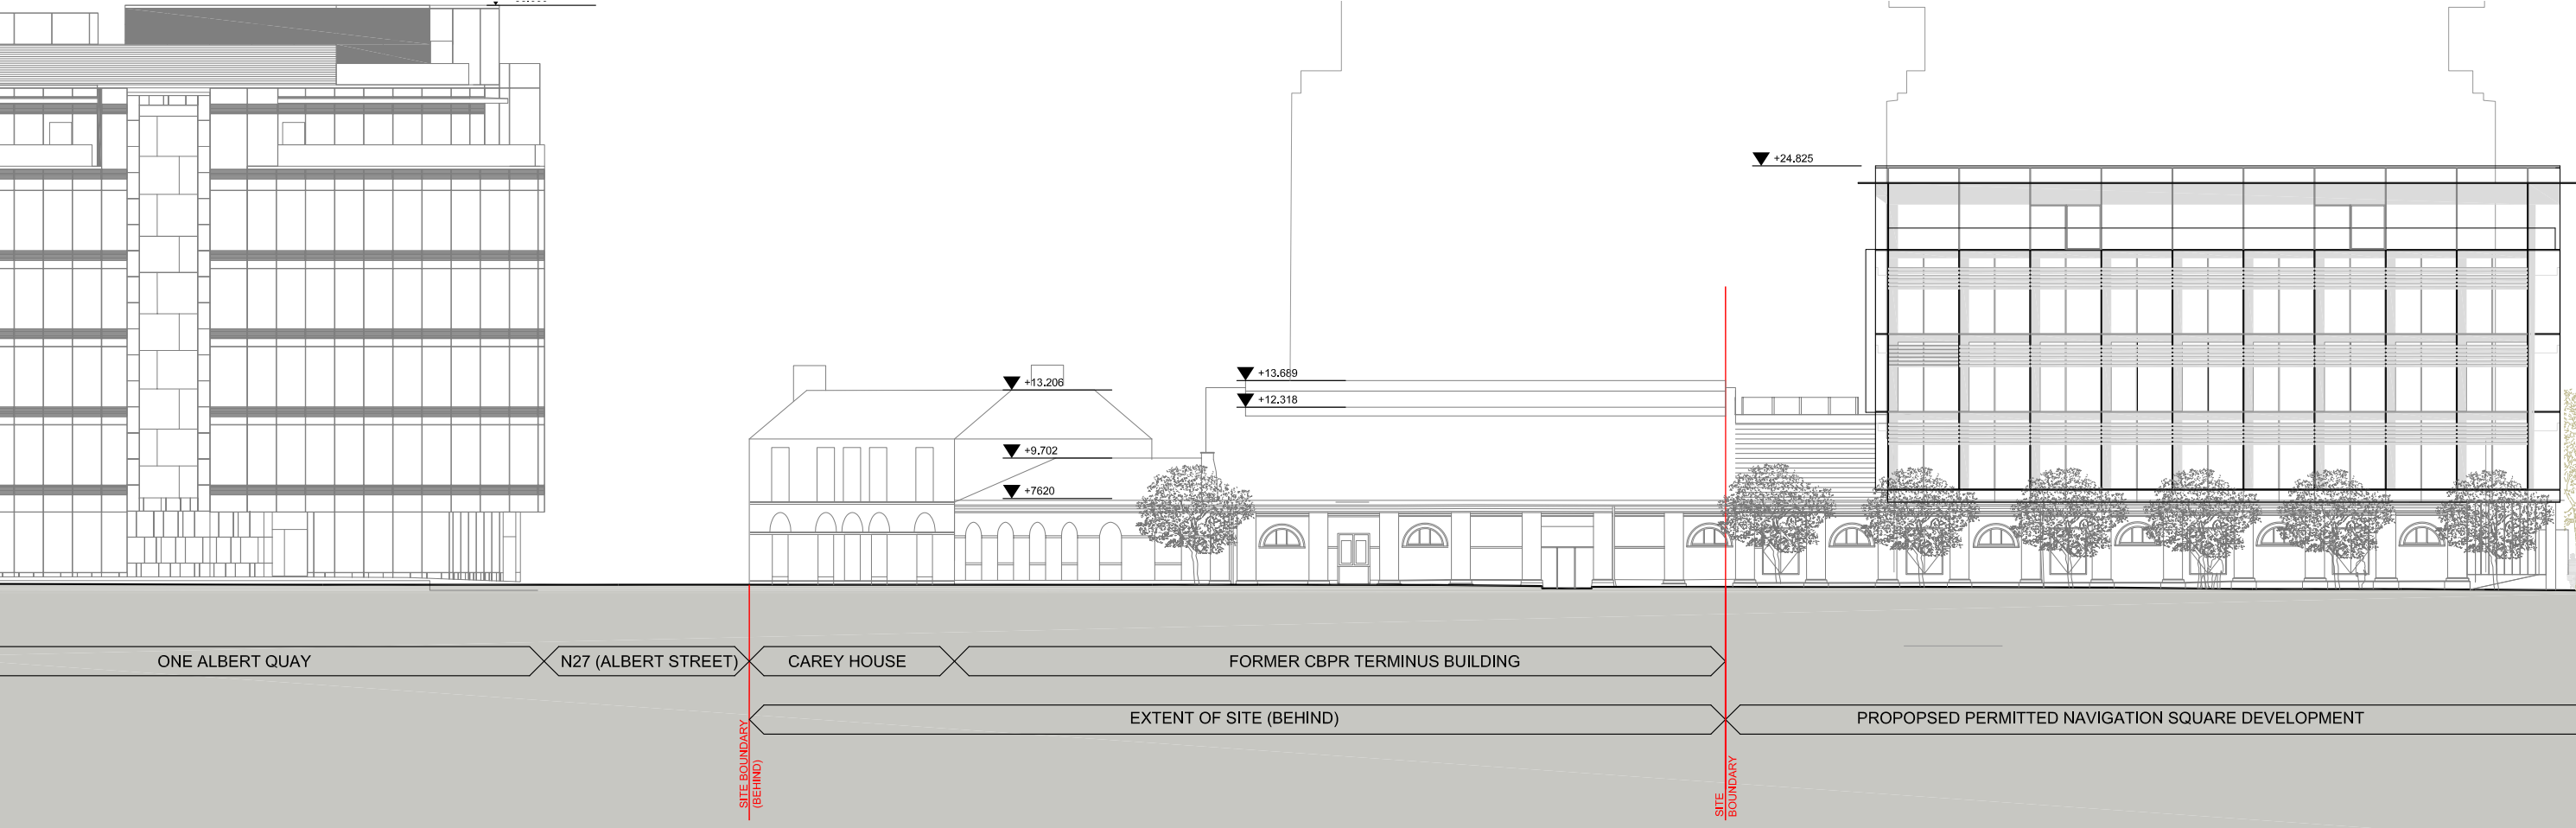 +24.825
+13.206
+13.689
+12.318
+9.702
+7620
ONE ALBERT QUAY
N27 (ALBERT STREET)
CAREY HOUSE
FORMER CBPR TERMINUS BUILDING
EXTENT OF SITE (BEHIND)
PROPOPSED PERMITTED NAVIGATION SQUARE DEVELOPMENT
SITE BOUNDARY
(BEHIND)
SITE
BOUNDARY